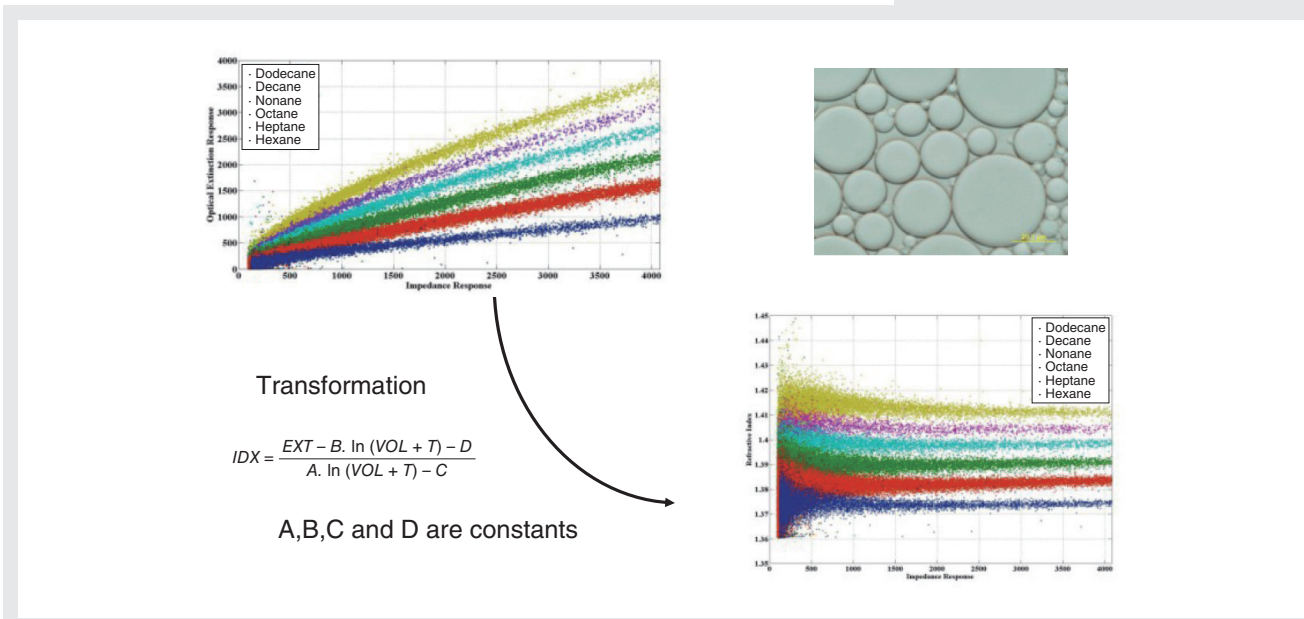 4000
3500
3000
2500
2000
1500
1000
500
0
Optical Extinction Response
· Dodecane
· Decane
· Nonane
· Octane
· Heptane
· Hexane
0 500 1000 1500 2000 2500 3000 3500 4000
Impedance Response
Transformation
IDX = EXT – B. ln (VOL + T) – D
A. ln (VOL + T) – C
A,B,C and D are constants
1.45
1.44
1.43
1.42
1.41
1.4
1.39
1.38
1.37
1.36
1.35
Refractive Index
· Dodecane
· Decane
· Nonane
· Octane
· Heptane
· Hexane
0 500 1000 1500 2000 2500 3000 3500 4000
Impedance Response